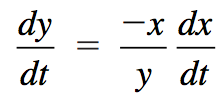 dy/dt = -x/y dx/dt